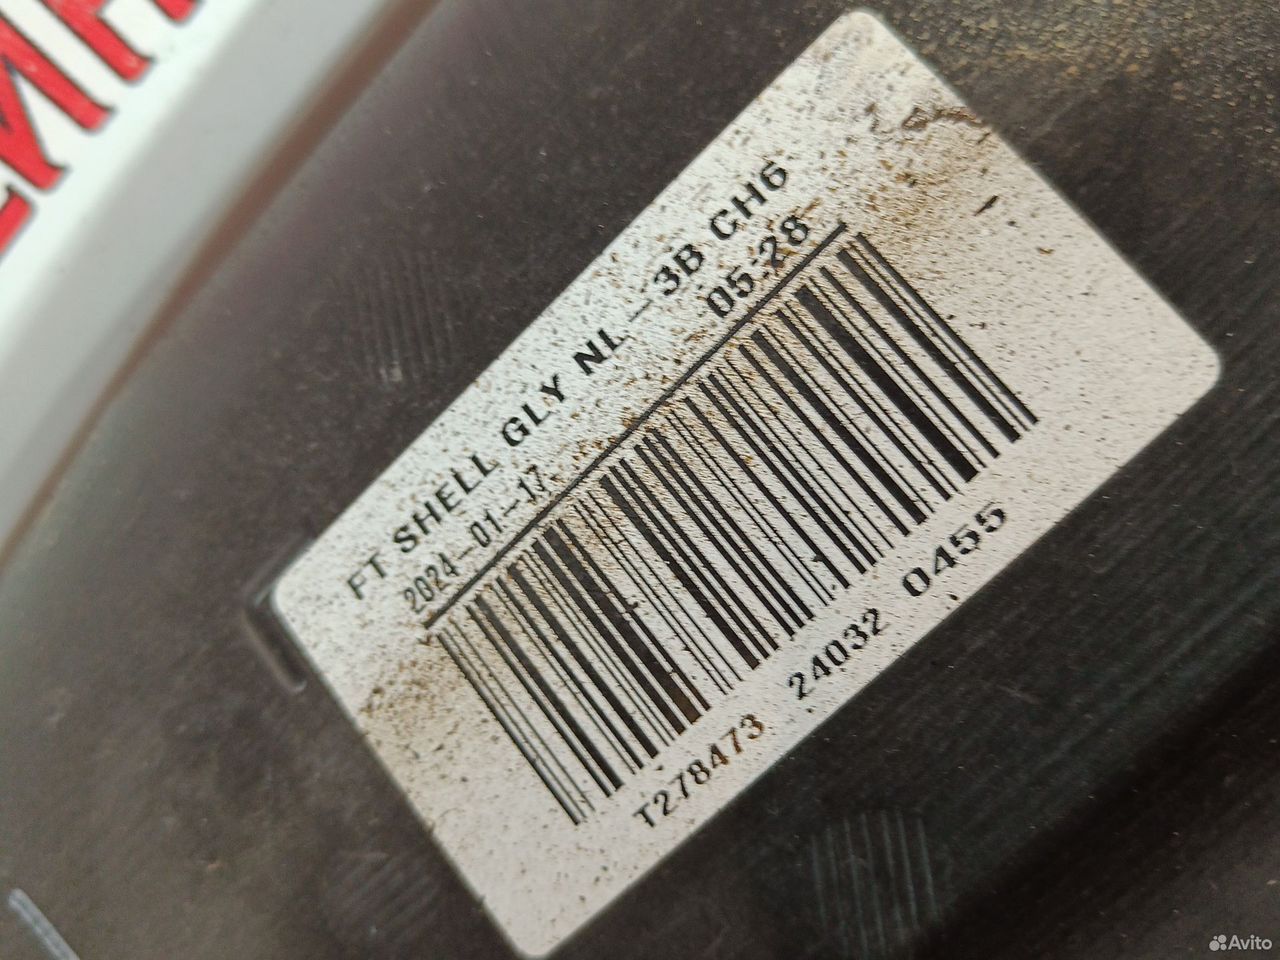 FT SHELL GLY NL-3B CH6
2024-01-17 05:28
T278473 24032 0455
Avito